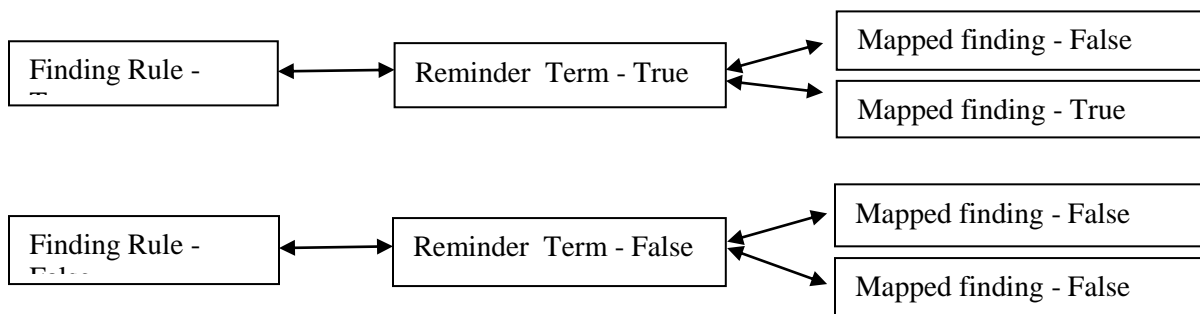 Mapped finding - False
Finding Rule -
Reminder  Term - True
Mapped finding - True
Mapped finding - False
Finding Rule -
Reminder  Term - False
Mapped finding - False